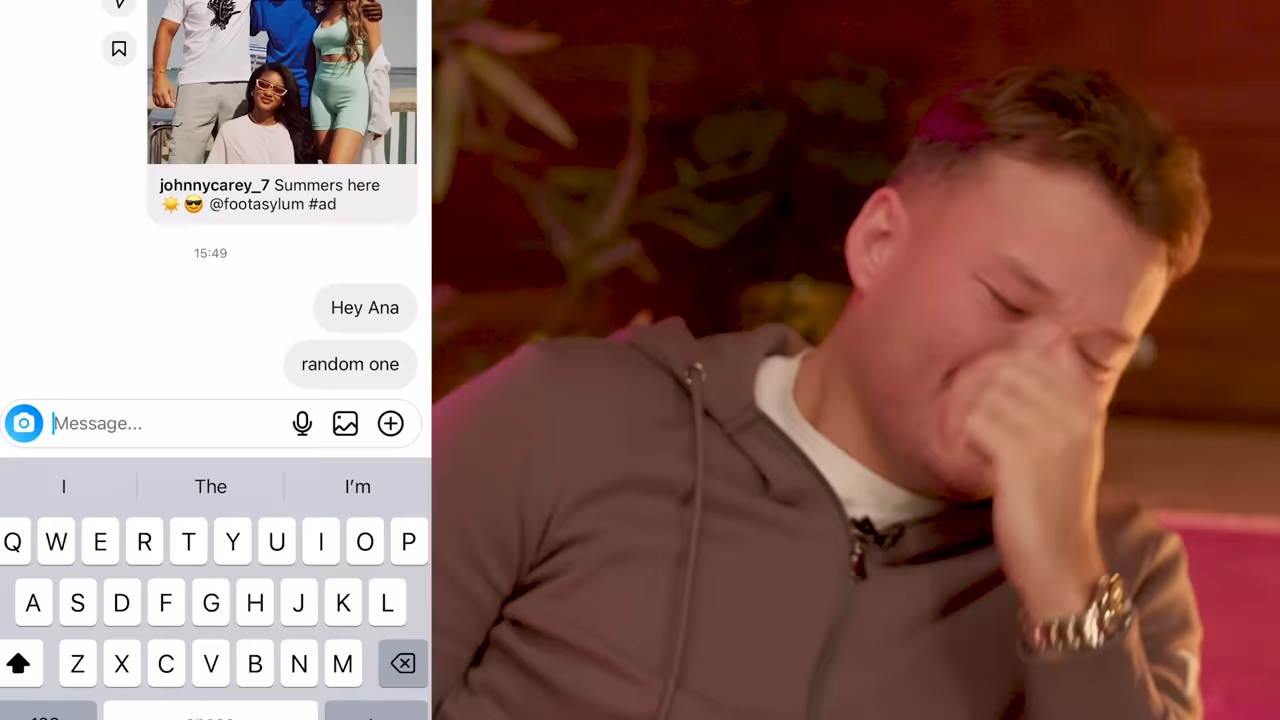 johnnycarey_7 Summers here
☀️ 😎 @footasylum #ad
15:49
Hey Ana
random one
Message...
I The I'm
Q W E R T Y U I O P
A S D F G H J K L
Z X C V B N M